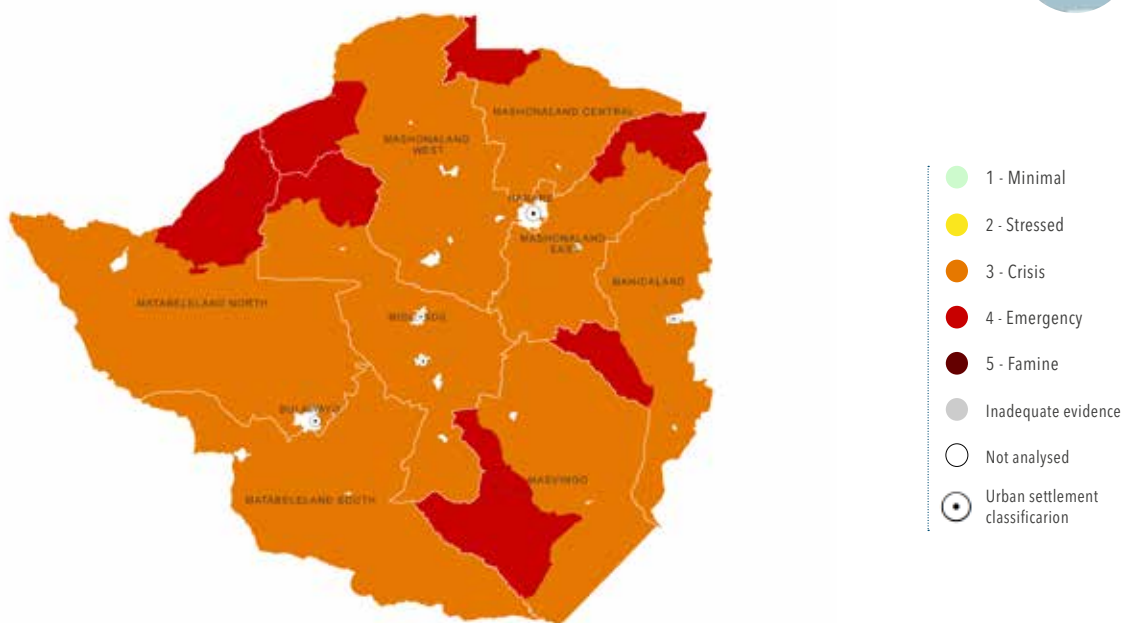 MASHONALAND CENTRAL
MASHONALAND
WEST
HARARE
MASHONALAND
EAST
MANICALAND
MATABELELAND NORTH
BULAWAYO
MASVINGO
MATABELELAND SOUTH
1 - Minimal
2 - Stressed
3 - Crisis
4 - Emergency
5 - Famine
Inadequate evidence
Not analysed
Urban settlement
classificarion